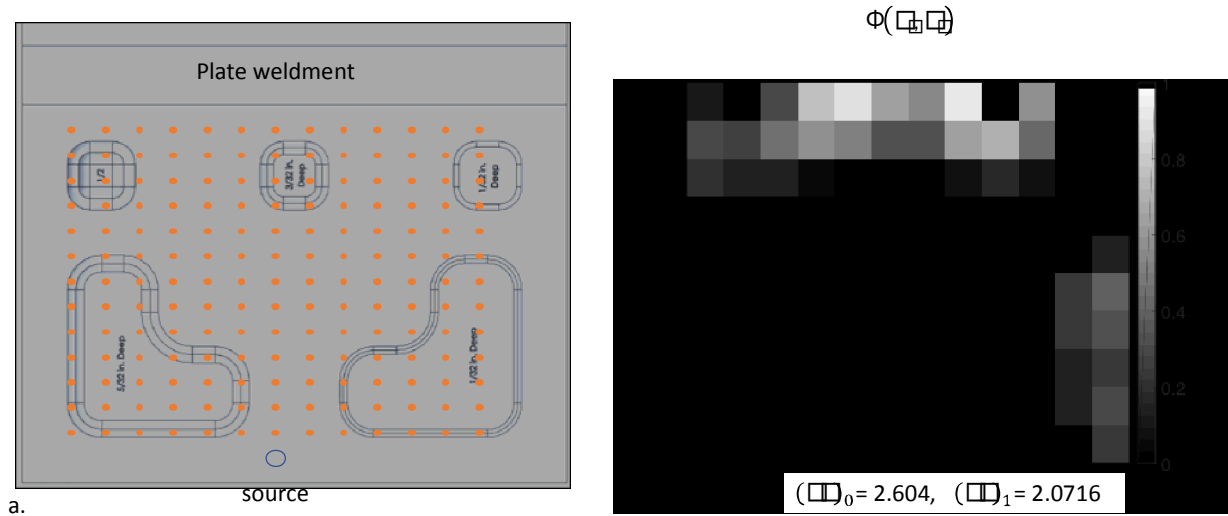 Φ(□□,□□)
Plate weldment
1/2
3/32 in.
Deep
1/32 in.
Deep
5/32 in. Deep
1/32 in. Deep
source
a.
1
0.8
0.6
0.4
0.2
0
(□□)₀ = 2.604, (□□)₁ = 2.0716